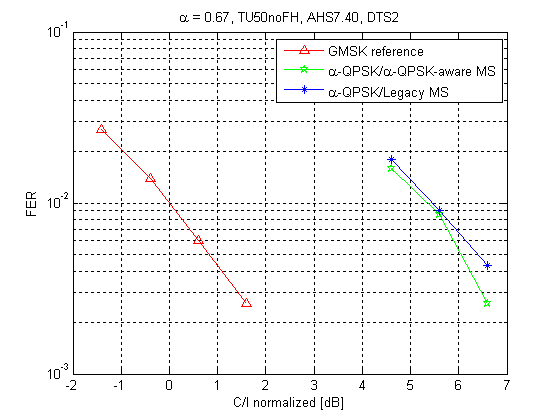 α = 0.67, TU50noFH, AHS7.40, DTS2
GMSK reference
α-QPSK/α-QPSK-aware MS
α-QPSK/Legacy MS
FER
10^-1
10^-2
10^-3
-2 -1 0 1 2 3 4 5 6 7
C/I normalized [dB]